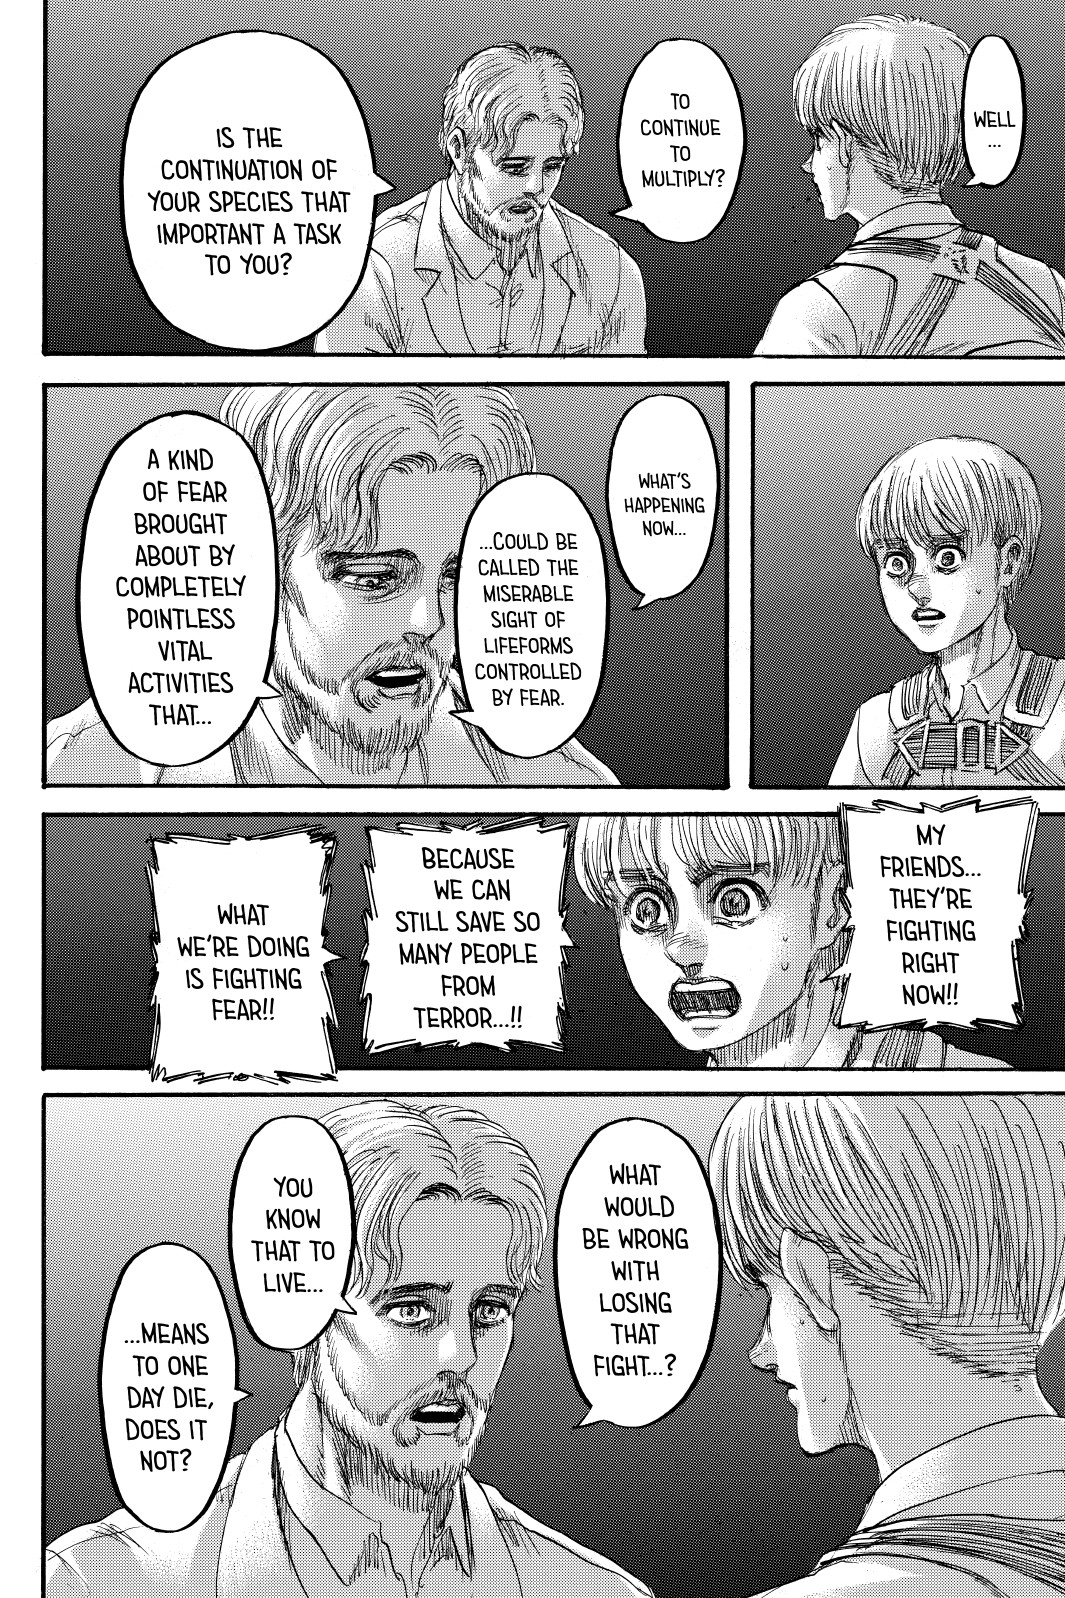 WELL
...
TO
CONTINUE
TO
MULTIPLY?
IS THE
CONTINUATION OF
YOUR SPECIES THAT
IMPORTANT A TASK
TO YOU?
WHAT'S
HAPPENING
NOW...
...COULD BE
CALLED THE
MISERABLE
SIGHT OF
LIFEFORMS
CONTROLLED
BY FEAR.
A KIND
OF FEAR
BROUGHT
ABOUT BY
COMPLETELY
POINTLESS
VITAL
ACTIVITIES
THAT...
MY
FRIENDS...
THEY'RE
FIGHTING
RIGHT
NOW!!
BECAUSE
WE CAN
STILL SAVE SO
MANY PEOPLE
FROM
TERROR...!!
WHAT
WE'RE DOING
IS FIGHTING
FEAR!!
WHAT
WOULD
BE WRONG
WITH
LOSING
THAT
FIGHT...?
YOU
KNOW
THAT TO
LIVE...
...MEANS
TO ONE
DAY DIE,
DOES IT
NOT?